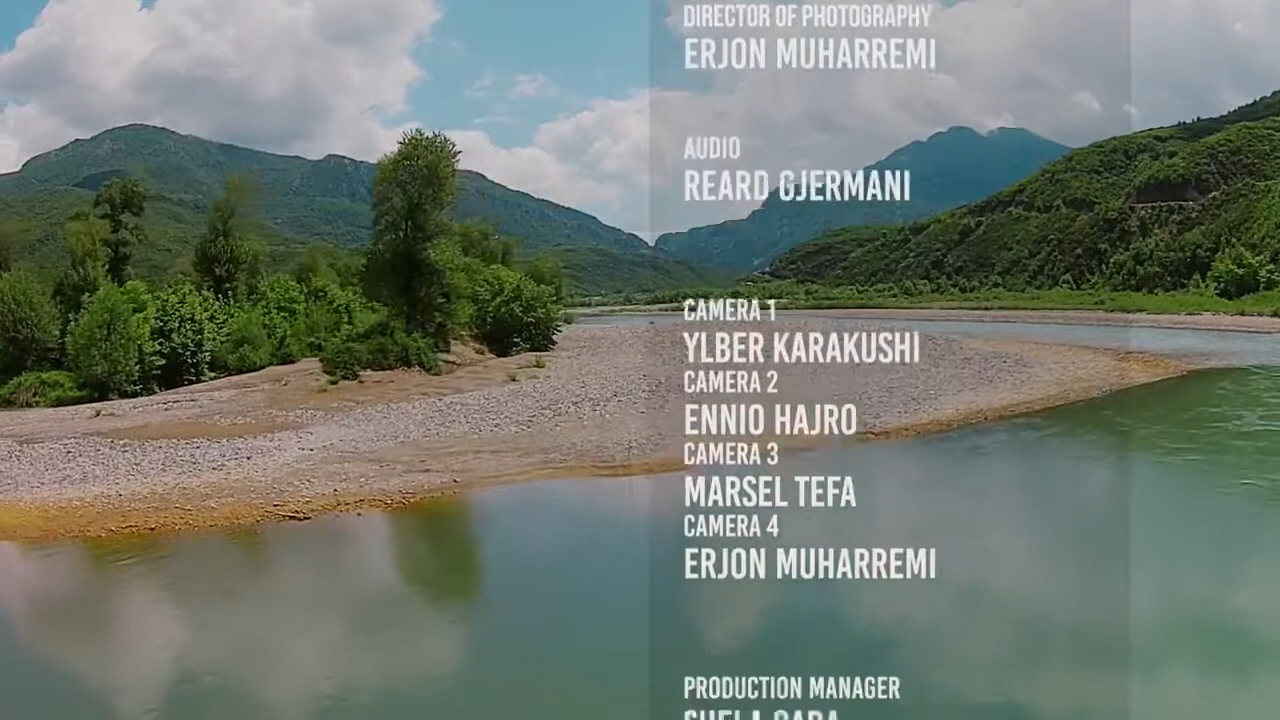 DIRECTOR OF PHOTOGRAPHY
ERJON MUHARREMI
AUDIO
REARD GJERMANI
CAMERA 1
YLBER KARAKUSHI
CAMERA 2
ENNIO HAJRO
CAMERA 3
MARSEL TEFA
CAMERA 4
ERJON MUHARREMI
PRODUCTION MANAGER